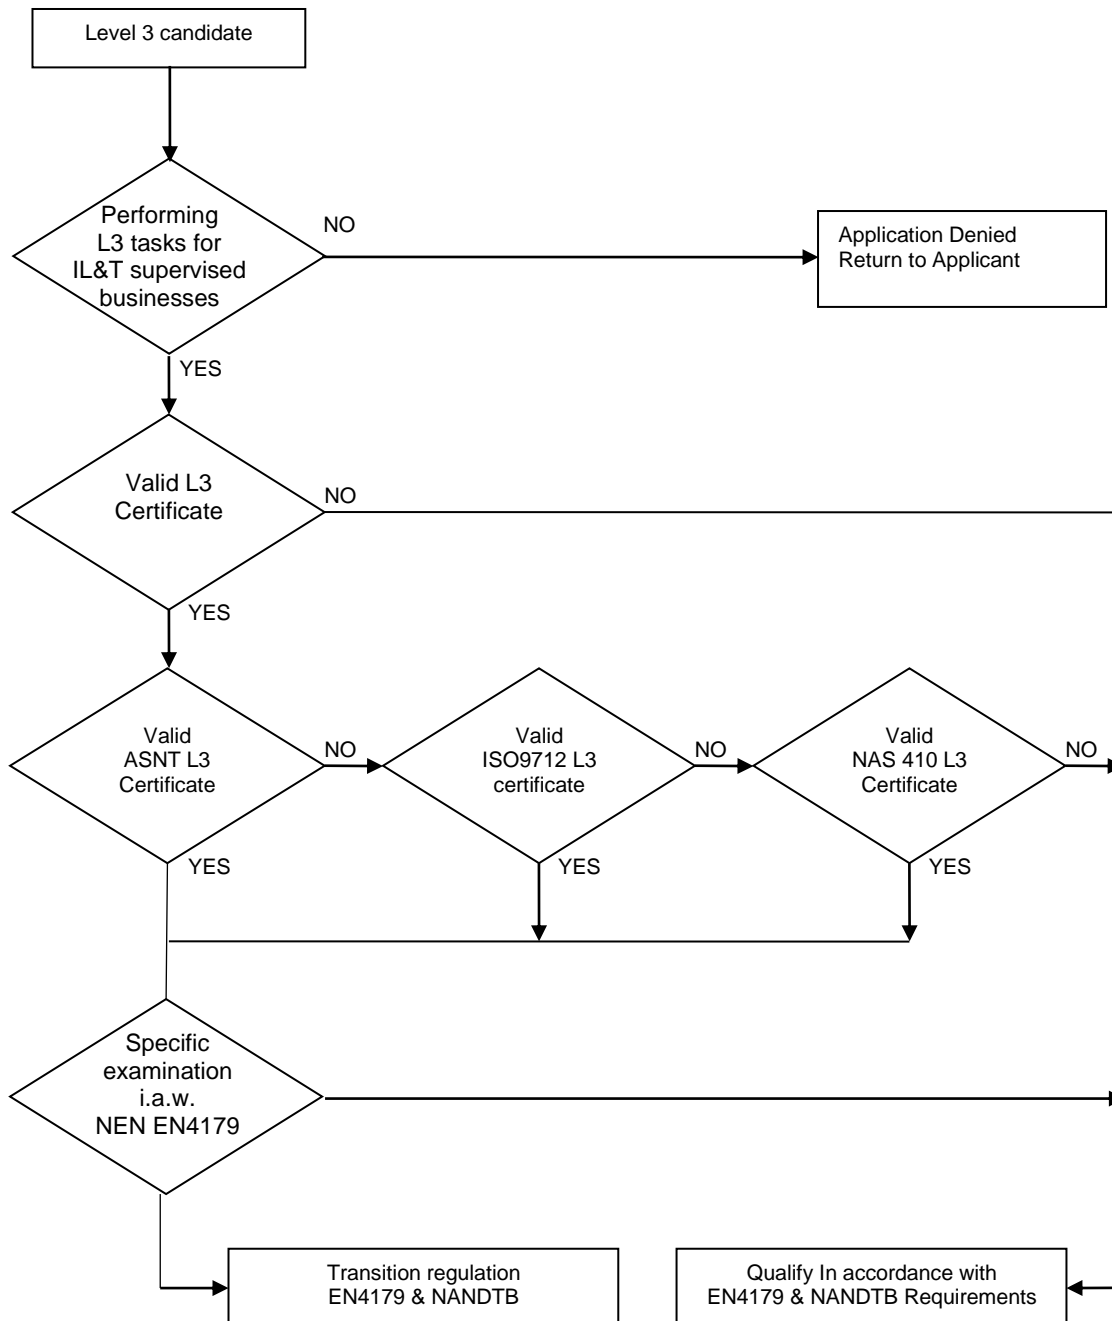 Level 3 candidate
Performing
L3 tasks for
IL&T supervised
businesses
NO
Application Denied
Return to Applicant
YES
Valid L3
Certificate
NO
YES
Valid
ASNT L3
Certificate
NO
Valid
ISO9712 L3
certificate
NO
Valid
NAS 410 L3
Certificate
NO
YES
YES
YES
Specific
examination
i.a.w.
NEN EN4179
Transition regulation
EN4179 & NANDTB
Qualify In accordance with
EN4179 & NANDTB Requirements